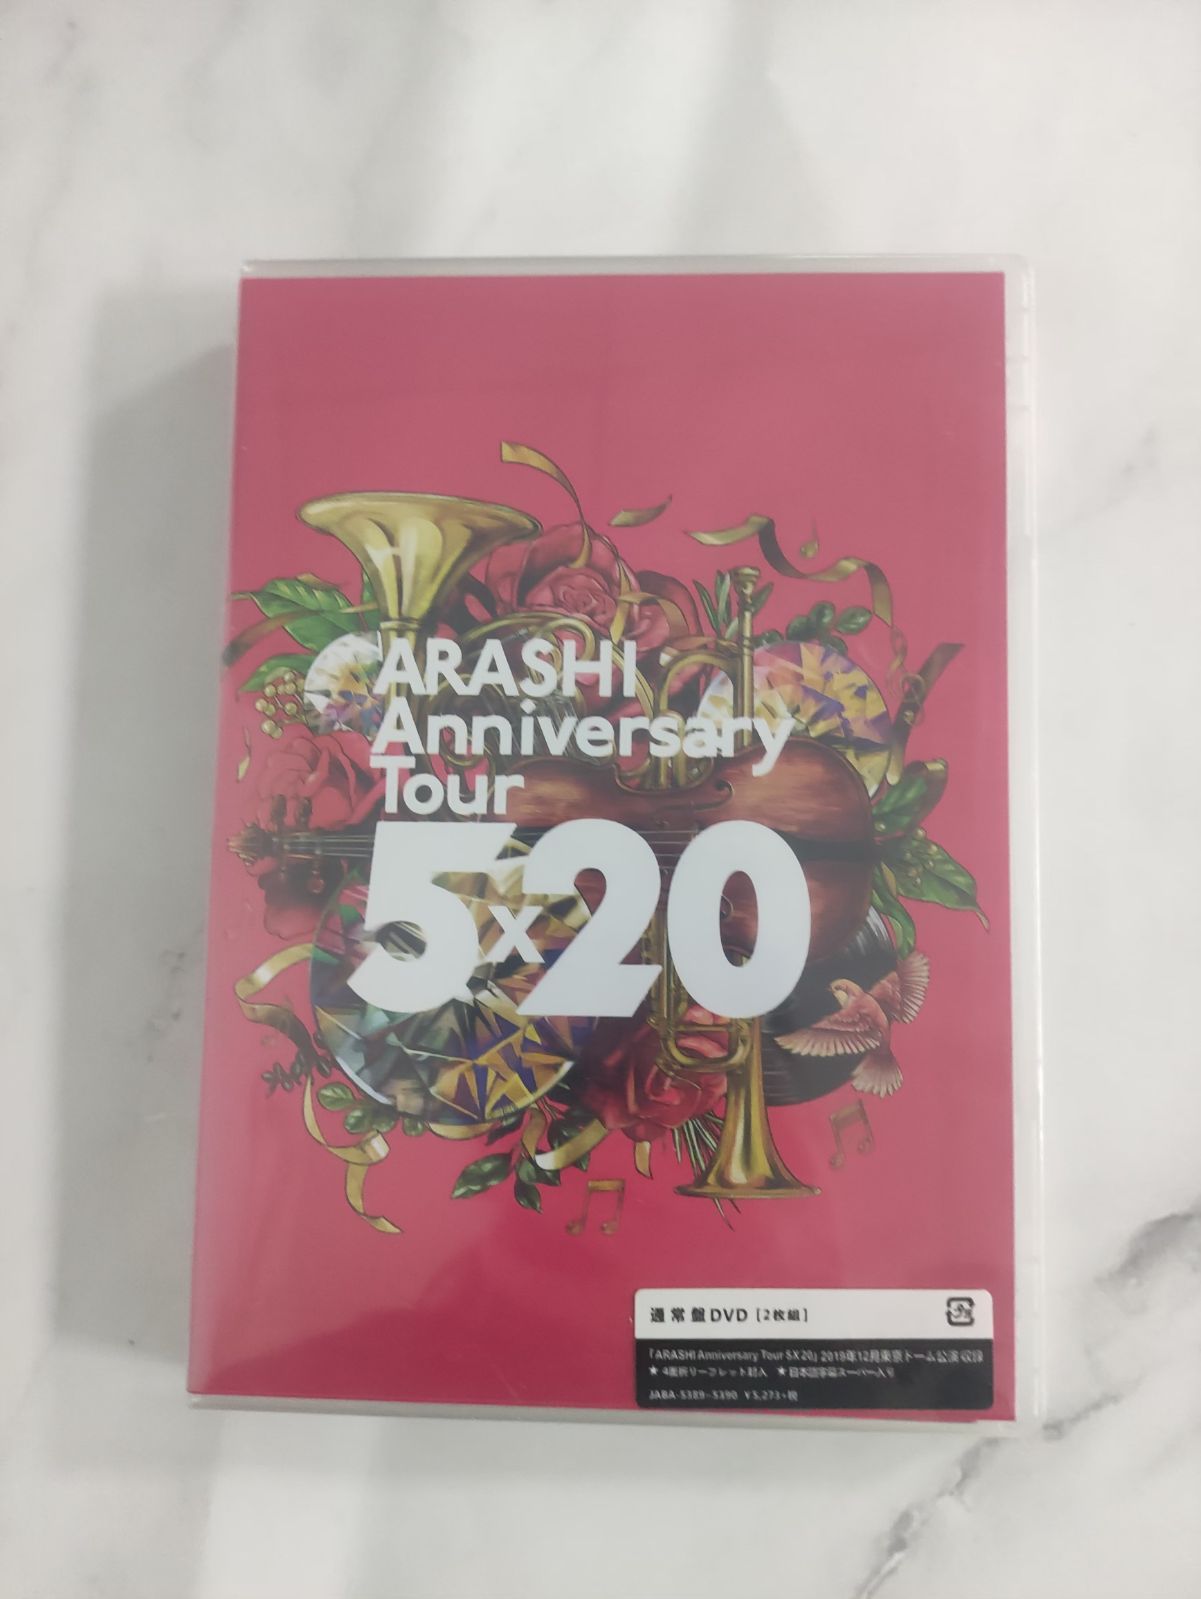 ARASHI
Anniversary
Tour
5x20
通常盤DVD [2枚組]
「ARASHI Anniversary Tour 5X20」2019年12月東京ドーム公演収録
★ 4面折リーフレット封入 ★ 日本語字幕スーパー入り
JABA-5389~5390 ¥5,273+税